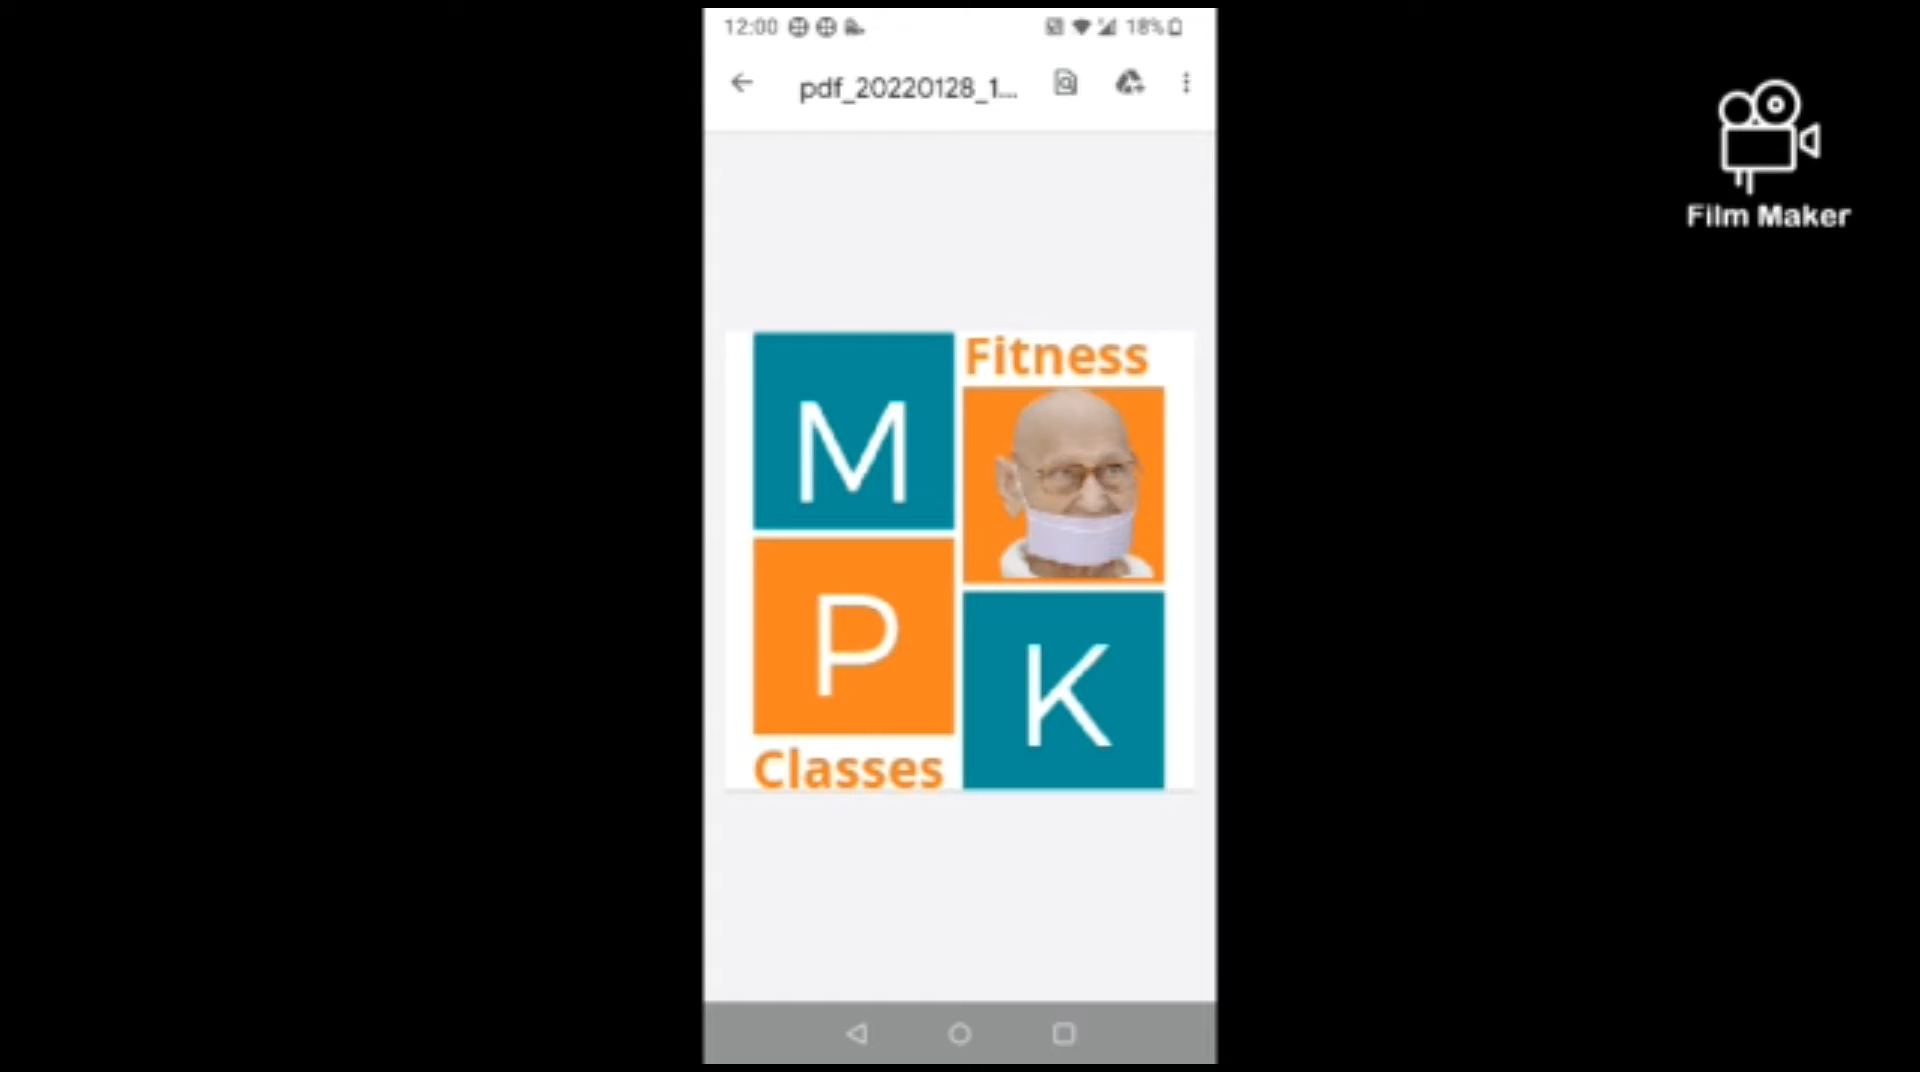 12:00 18%
pdf_20220128_1...
Film Maker
Fitness
M
P
K
Classes